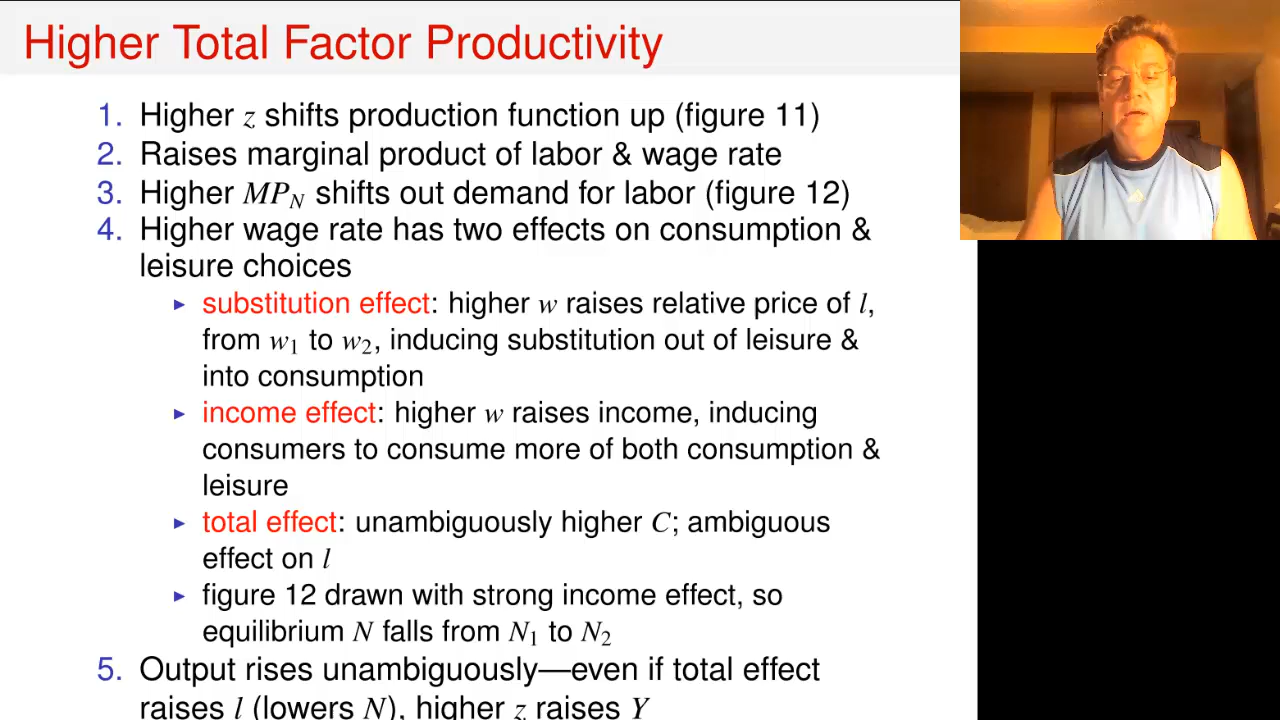 Higher Total Factor Productivity
1. Higher z shifts production function up (figure 11)
2. Raises marginal product of labor & wage rate
3. Higher MP_N shifts out demand for labor (figure 12)
4. Higher wage rate has two effects on consumption &
leisure choices
▸ substitution effect: higher w raises relative price of l,
from w₁ to w₂, inducing substitution out of leisure &
into consumption
▸ income effect: higher w raises income, inducing
consumers to consume more of both consumption &
leisure
▸ total effect: unambiguously higher C; ambiguous
effect on l
▸ figure 12 drawn with strong income effect, so
equilibrium N falls from N₁ to N₂
5. Output rises unambiguously—even if total effect
raises l (lowers N), higher z raises Y